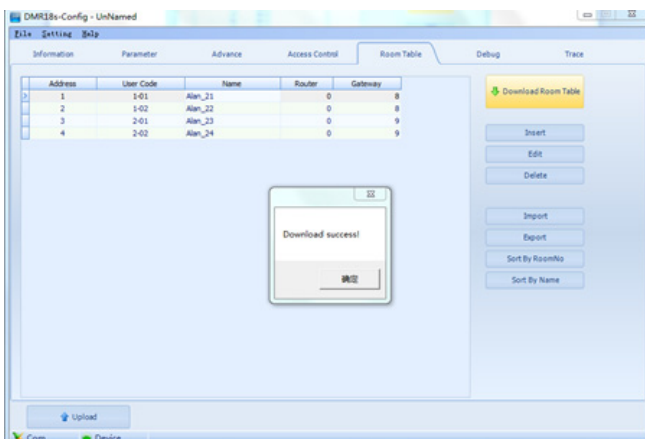 DMR18s-Config - UnNamed
File Setting Help
Information Parameter Advance Access Control Room Table Debug Trace
Address User Code Name Router Gateway
1 1-01 Alan_21 0 8
2 1-02 Alan_22 0 8
3 2-01 Alan_23 0 9
4 2-02 Alan_24 0 9
Download Room Table
Insert
Edit
Delete
Download success!
确定
Import
Export
Sort By RoomNo
Sort By Name
Upload
Com Device